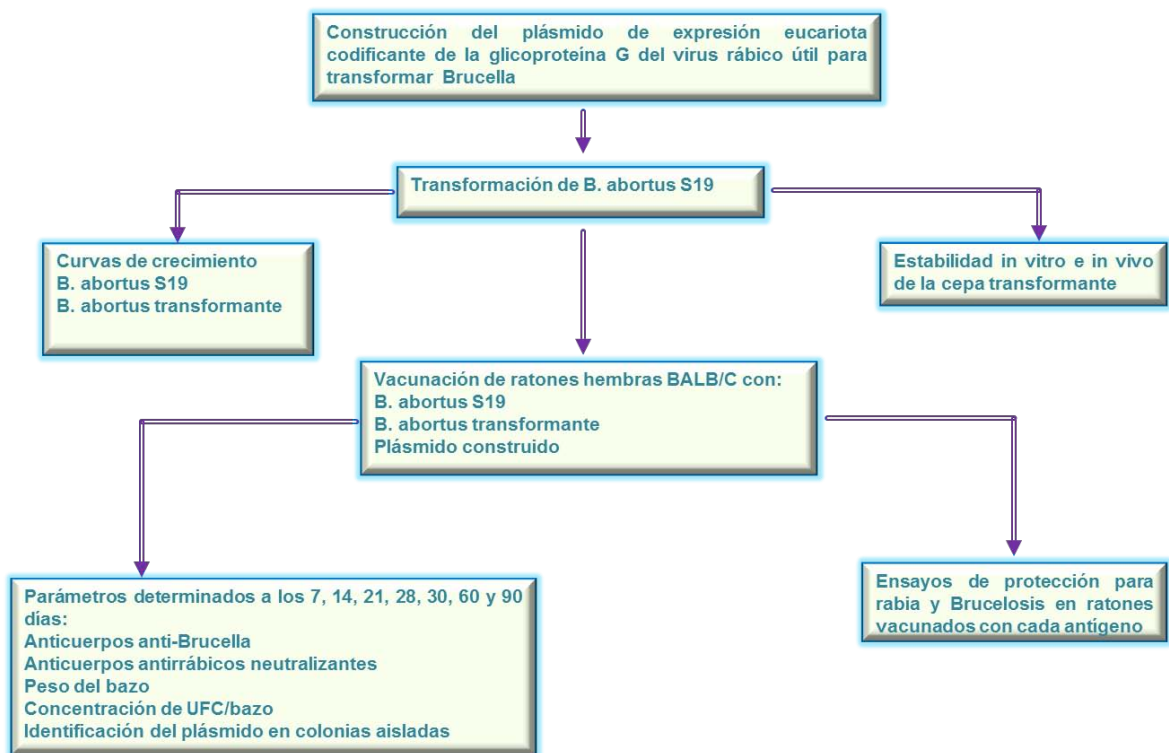 Construcción del plásmido de expresión eucariota
codificante de la glicoproteína G del virus rábico útil para
transformar Brucella
Transformación de B. abortus S19
Curvas de crecimiento
B. abortus S19
B. abortus transformante
Estabilidad in vitro e in vivo
de la cepa transformante
Vacunación de ratones hembras BALB/C con:
B. abortus S19
B. abortus transformante
Plásmido construido
Parámetros determinados a los 7, 14, 21, 28, 30, 60 y 90
días:
Anticuerpos anti-Brucella
Anticuerpos antirrábicos neutralizantes
Peso del bazo
Concentración de UFC/bazo
Identificación del plásmido en colonias aisladas
Ensayos de protección para
rabia y Brucelosis en ratones
vacunados con cada antígeno